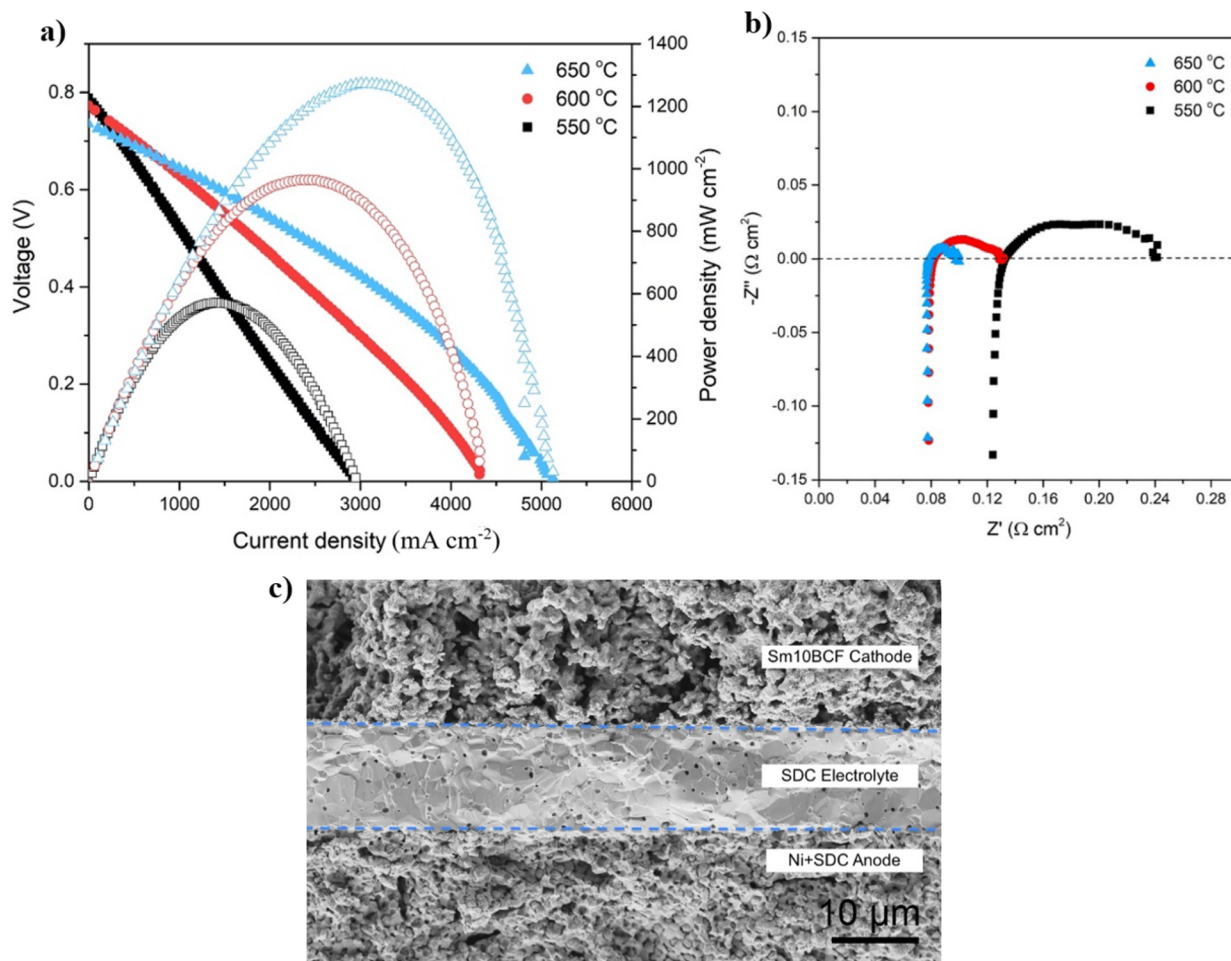 a)
650 °C
600 °C
550 °C
0.8
0.6
0.4
0.2
0.0
Voltage (V)
1400
1200
1000
800
600
400
200
0
Power density (mW cm-2)
0 1000 2000 3000 4000 5000 6000
Current density (mA cm-2)
b)
650 °C
600 °C
550 °C
0.15
0.10
0.05
0.00
-0.05
-0.10
-0.15
-Z" (Ω cm2)
0.00 0.04 0.08 0.12 0.16 0.20 0.24 0.28
Z' (Ω cm2)
c)
Sm10BCF Cathode
SDC Electrolyte
Ni+SDC Anode
10 µm